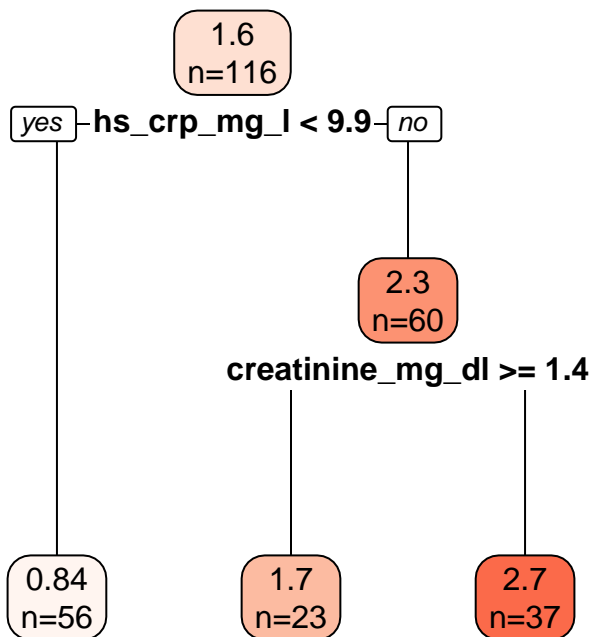 1.6
n=116
yes hs_crp_mg_l < 9.9 no
2.3
n=60
creatinine_mg_dl >= 1.4
0.84
n=56
1.7
n=23
2.7
n=37